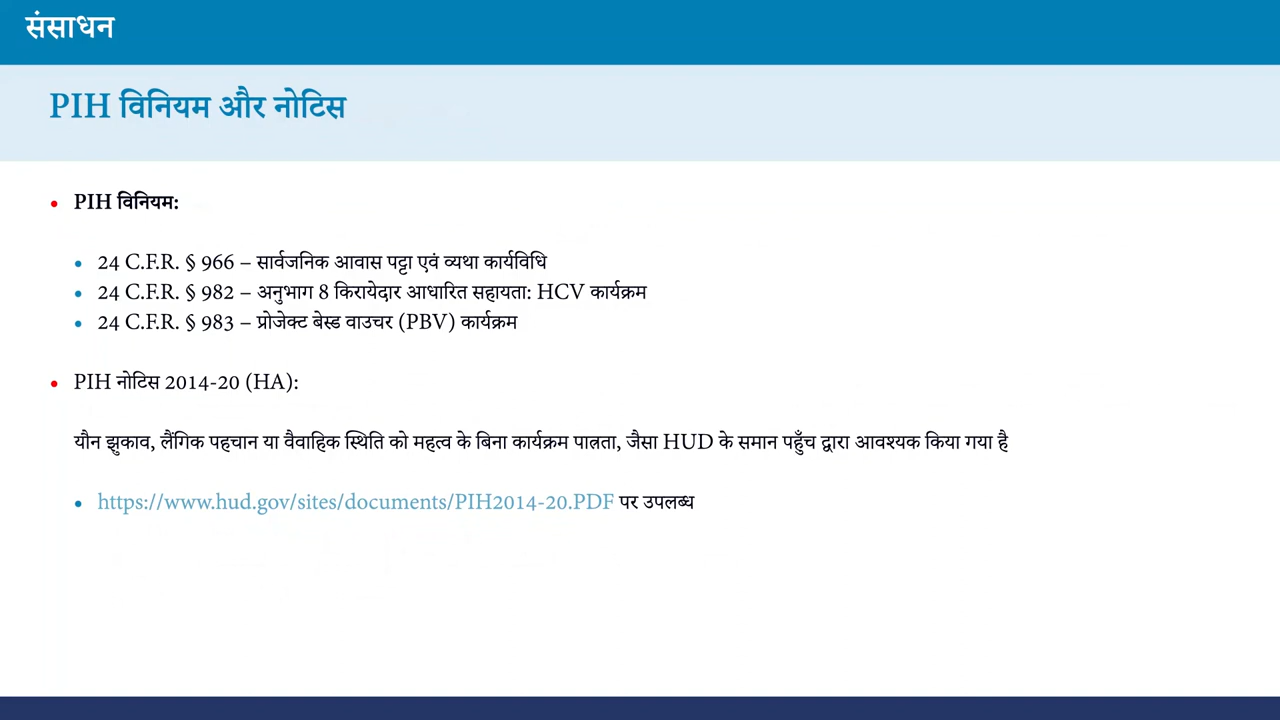 संसाधन
PIH विनियम और नोटिस
PIH विनियम:
24 C.F.R. § 966 – सार्वजनिक आवास पट्टा एवं व्यथा कार्यविधि
24 C.F.R. § 982 – अनुभाग 8 किरायेदार आधारित सहायता: HCV कार्यक्रम
24 C.F.R. § 983 – प्रोजेक्ट बेस्ड वाउचर (PBV) कार्यक्रम
PIH नोटिस 2014-20 (HA):
यौन झुकाव, लैंगिक पहचान या वैवाहिक स्थिति को महत्व के बिना कार्यक्रम पात्रता, जैसा HUD के समान पहुँच द्वारा आवश्यक किया गया है
https://www.hud.gov/sites/documents/PIH2014-20.PDF पर उपलब्ध